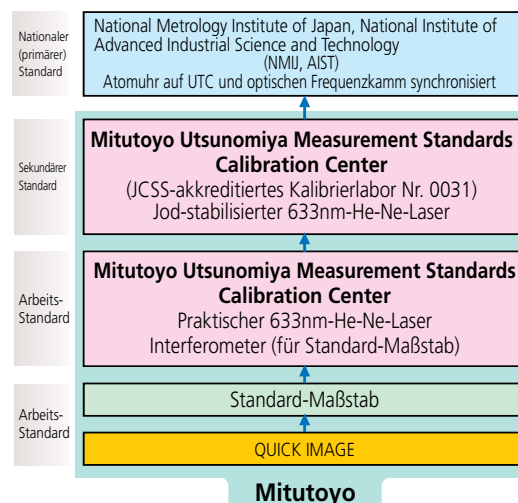 Nationaler
(primärer)
Standard
National Metrology Institute of Japan, National Institute of
Advanced Industrial Science and Technology
(NMIJ, AIST)
Atomuhr auf UTC und optischen Frequenzkamm synchronisiert
Sekundärer
Standard
Mitutoyo Utsunomiya Measurement Standards
Calibration Center
(JCSS-akkreditiertes Kalibrierlabor Nr. 0031)
Jod-stabilisierter 633nm-He-Ne-Laser
Arbeits-
Standard
Mitutoyo Utsunomiya Measurement Standards
Calibration Center
Praktischer 633nm-He-Ne-Laser
Interferometer (für Standard-Maßstab)
Arbeits-
Standard
Standard-Maßstab
QUICK IMAGE
Mitutoyo